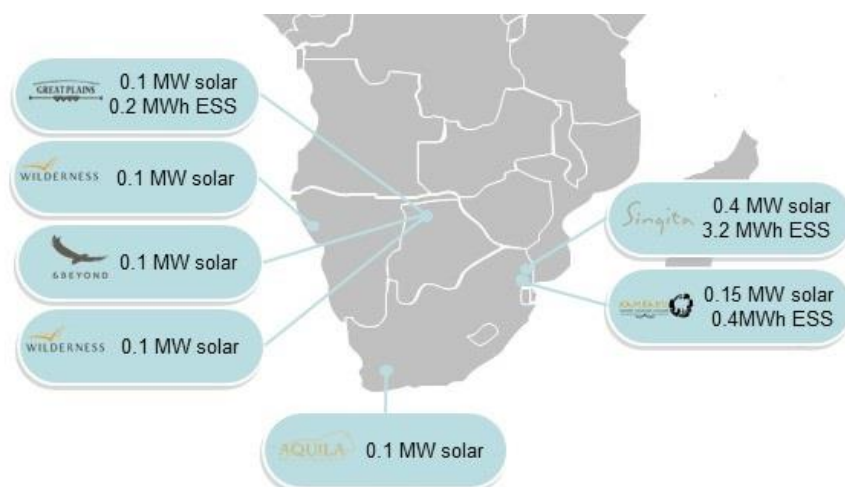 GREAT PLAINS
0.1 MW solar
0.2 MWh ESS
WILDERNESS
0.1 MW solar
&BEYOND
0.1 MW solar
WILDERNESS
0.1 MW solar
Singita
0.4 MW solar
3.2 MWh ESS
0.15 MW solar
0.4MWh ESS
AQUILA
0.1 MW solar